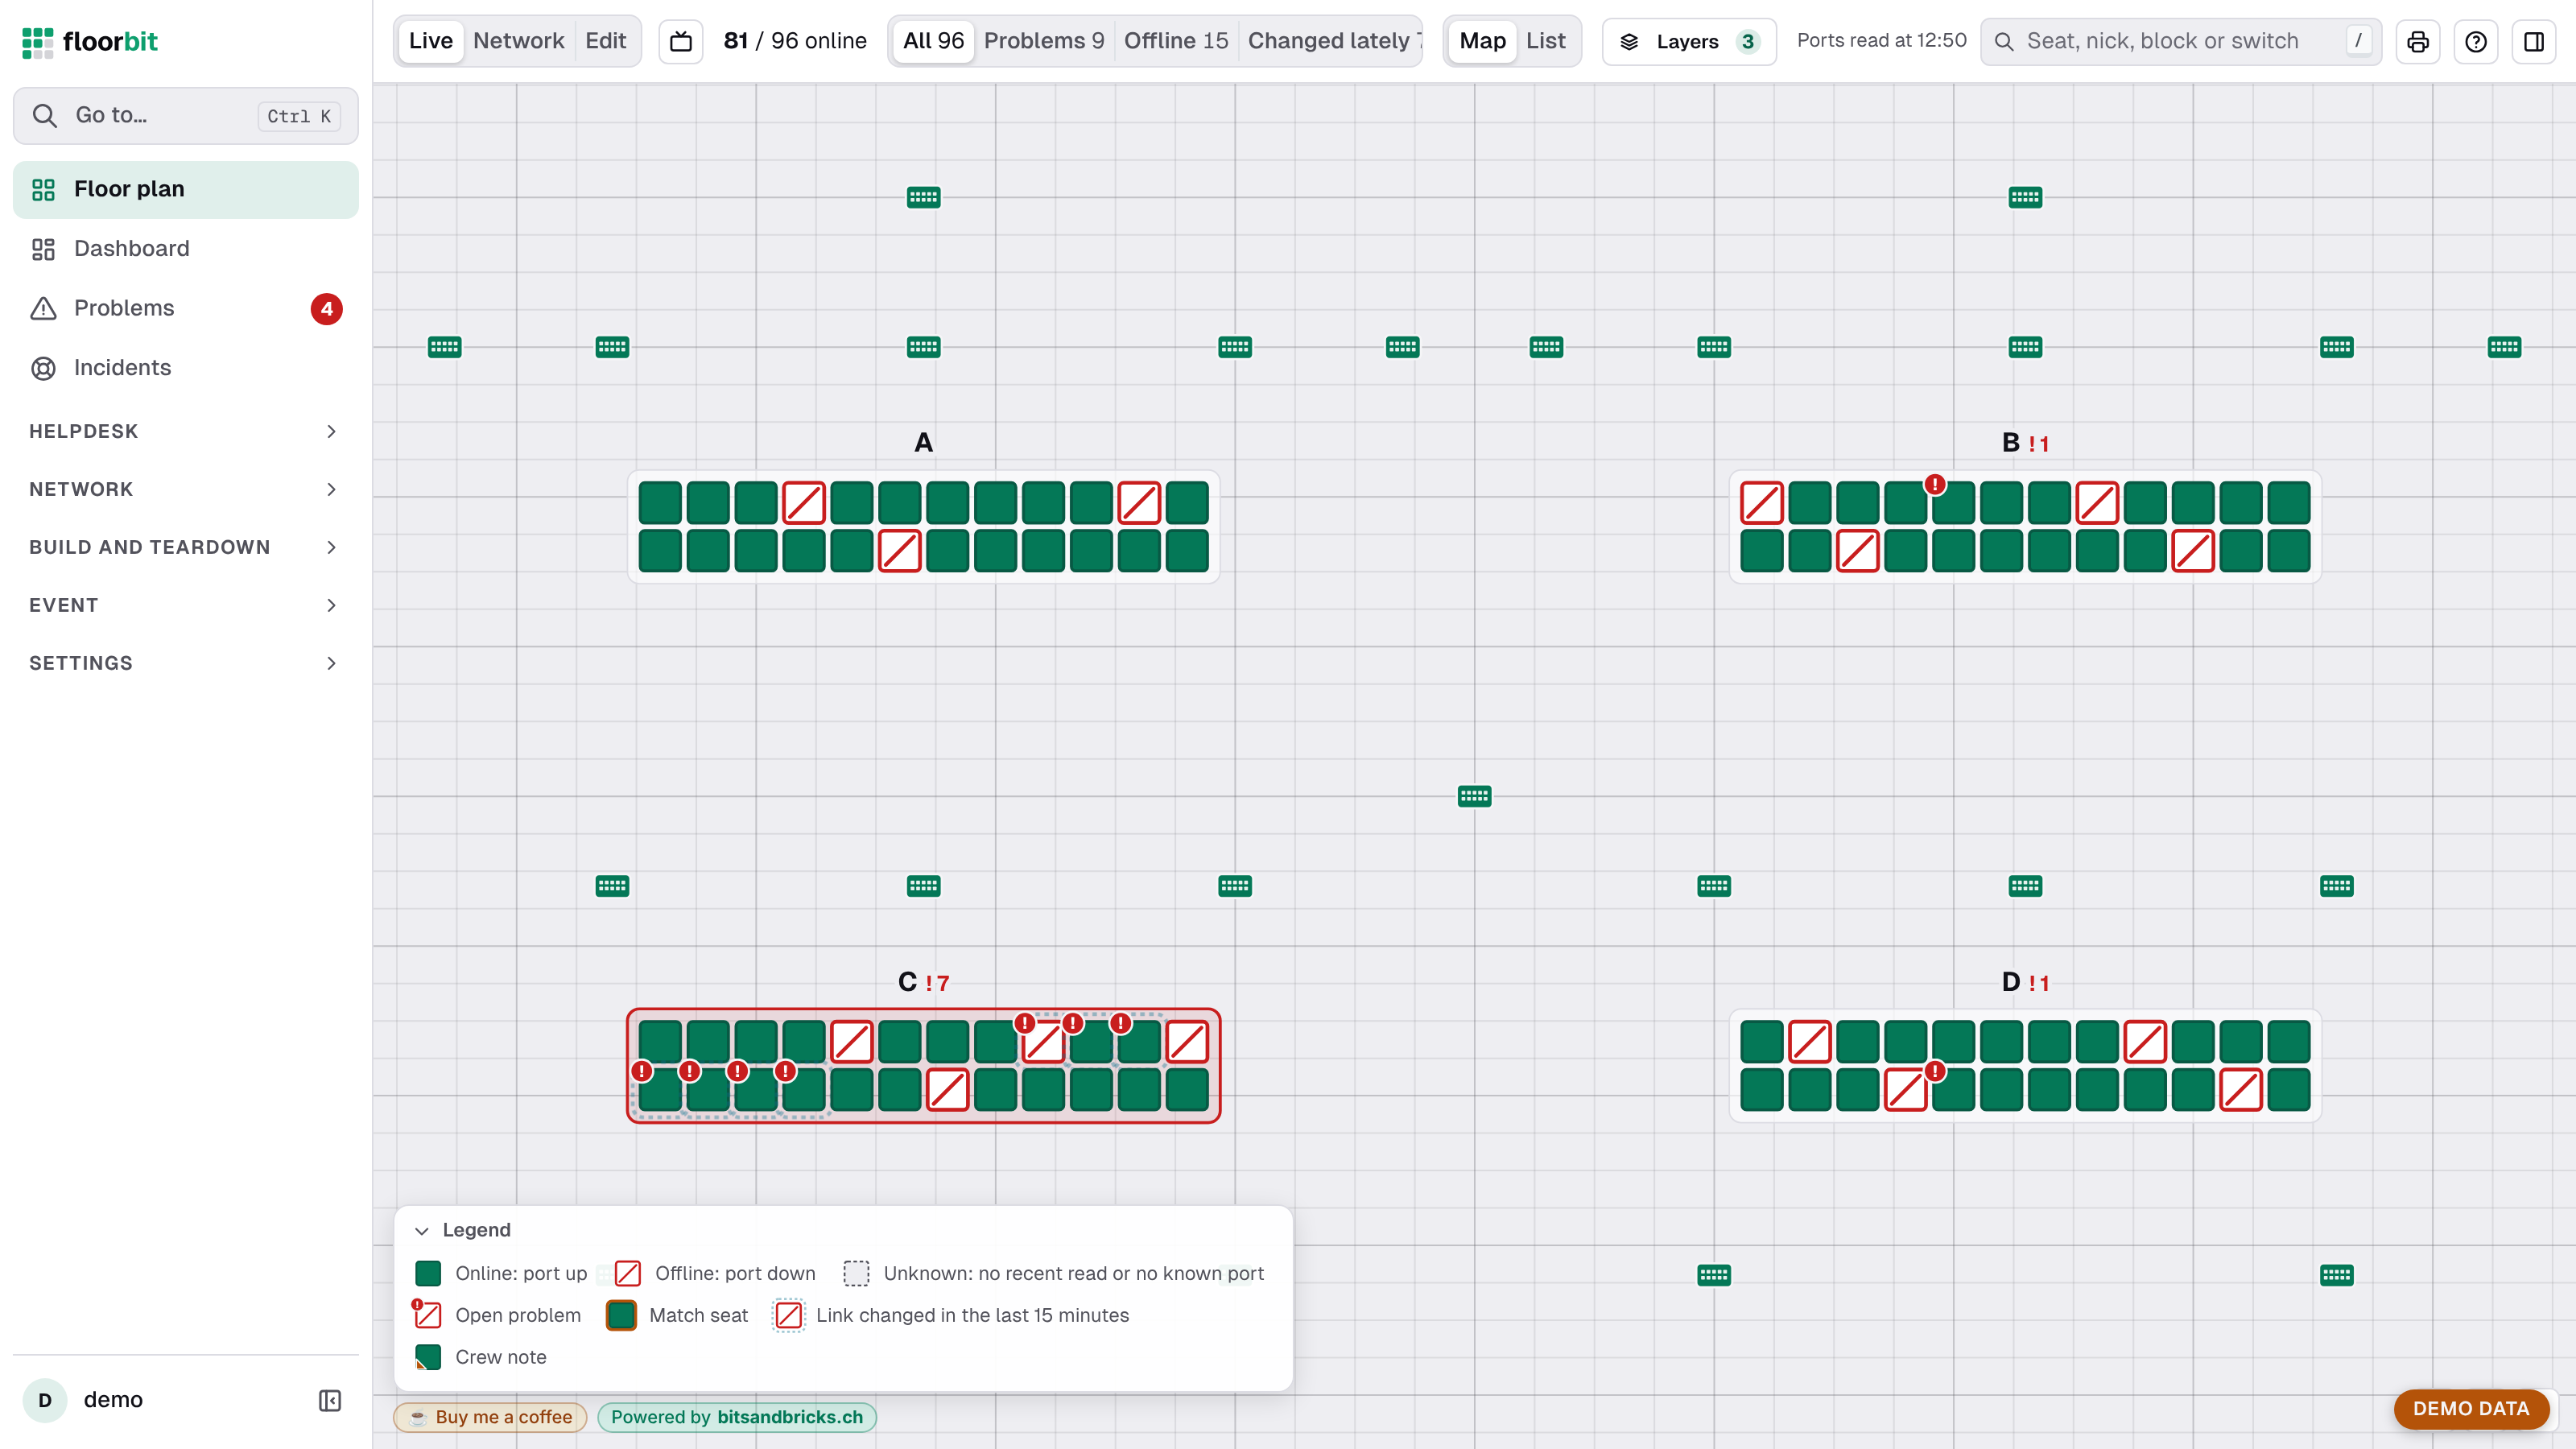 floorbit
Go to...
Ctrl K
Floor plan
Dashboard
Problems
4
Incidents
HELPDESK
NETWORK
BUILD AND TEARDOWN
EVENT
SETTINGS
D
demo
Live
Network
Edit
81 / 96 online
All 96
Problems 9
Offline 15
Changed lately
Map
List
Layers
3
Ports read at 12:50
Seat, nick, block or switch
/
A
B !1
!
C !7
! ! !
! ! ! !
D !1
!
Legend
Online: port up
Offline: port down
Unknown: no recent read or no known port
! Open problem
Match seat
Link changed in the last 15 minutes
Crew note
Buy me a coffee
Powered by bitsandbricks.ch
DEMO DATA